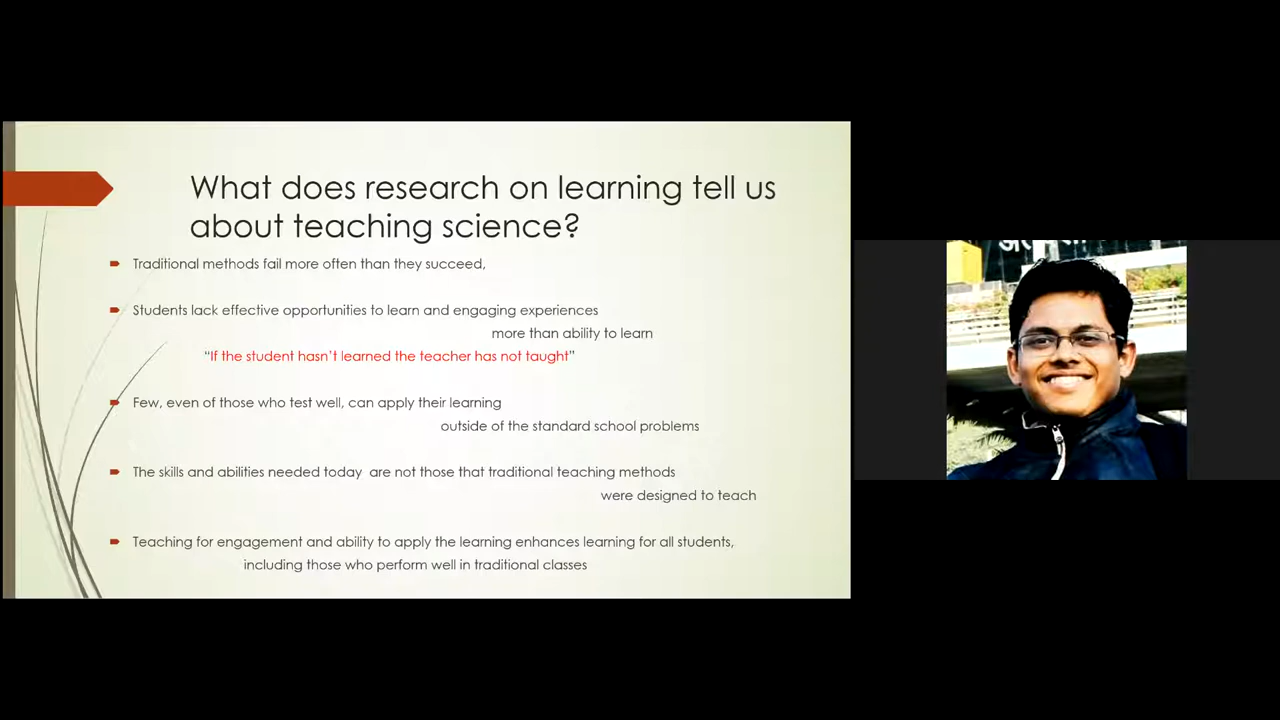 What does research on learning tell us
about teaching science?
Traditional methods fail more often than they succeed,
Students lack effective opportunities to learn and engaging experiences
more than ability to learn
“If the student hasn’t learned the teacher has not taught”
Few, even of those who test well, can apply their learning
outside of the standard school problems
The skills and abilities needed today are not those that traditional teaching methods
were designed to teach
Teaching for engagement and ability to apply the learning enhances learning for all students,
including those who perform well in traditional classes